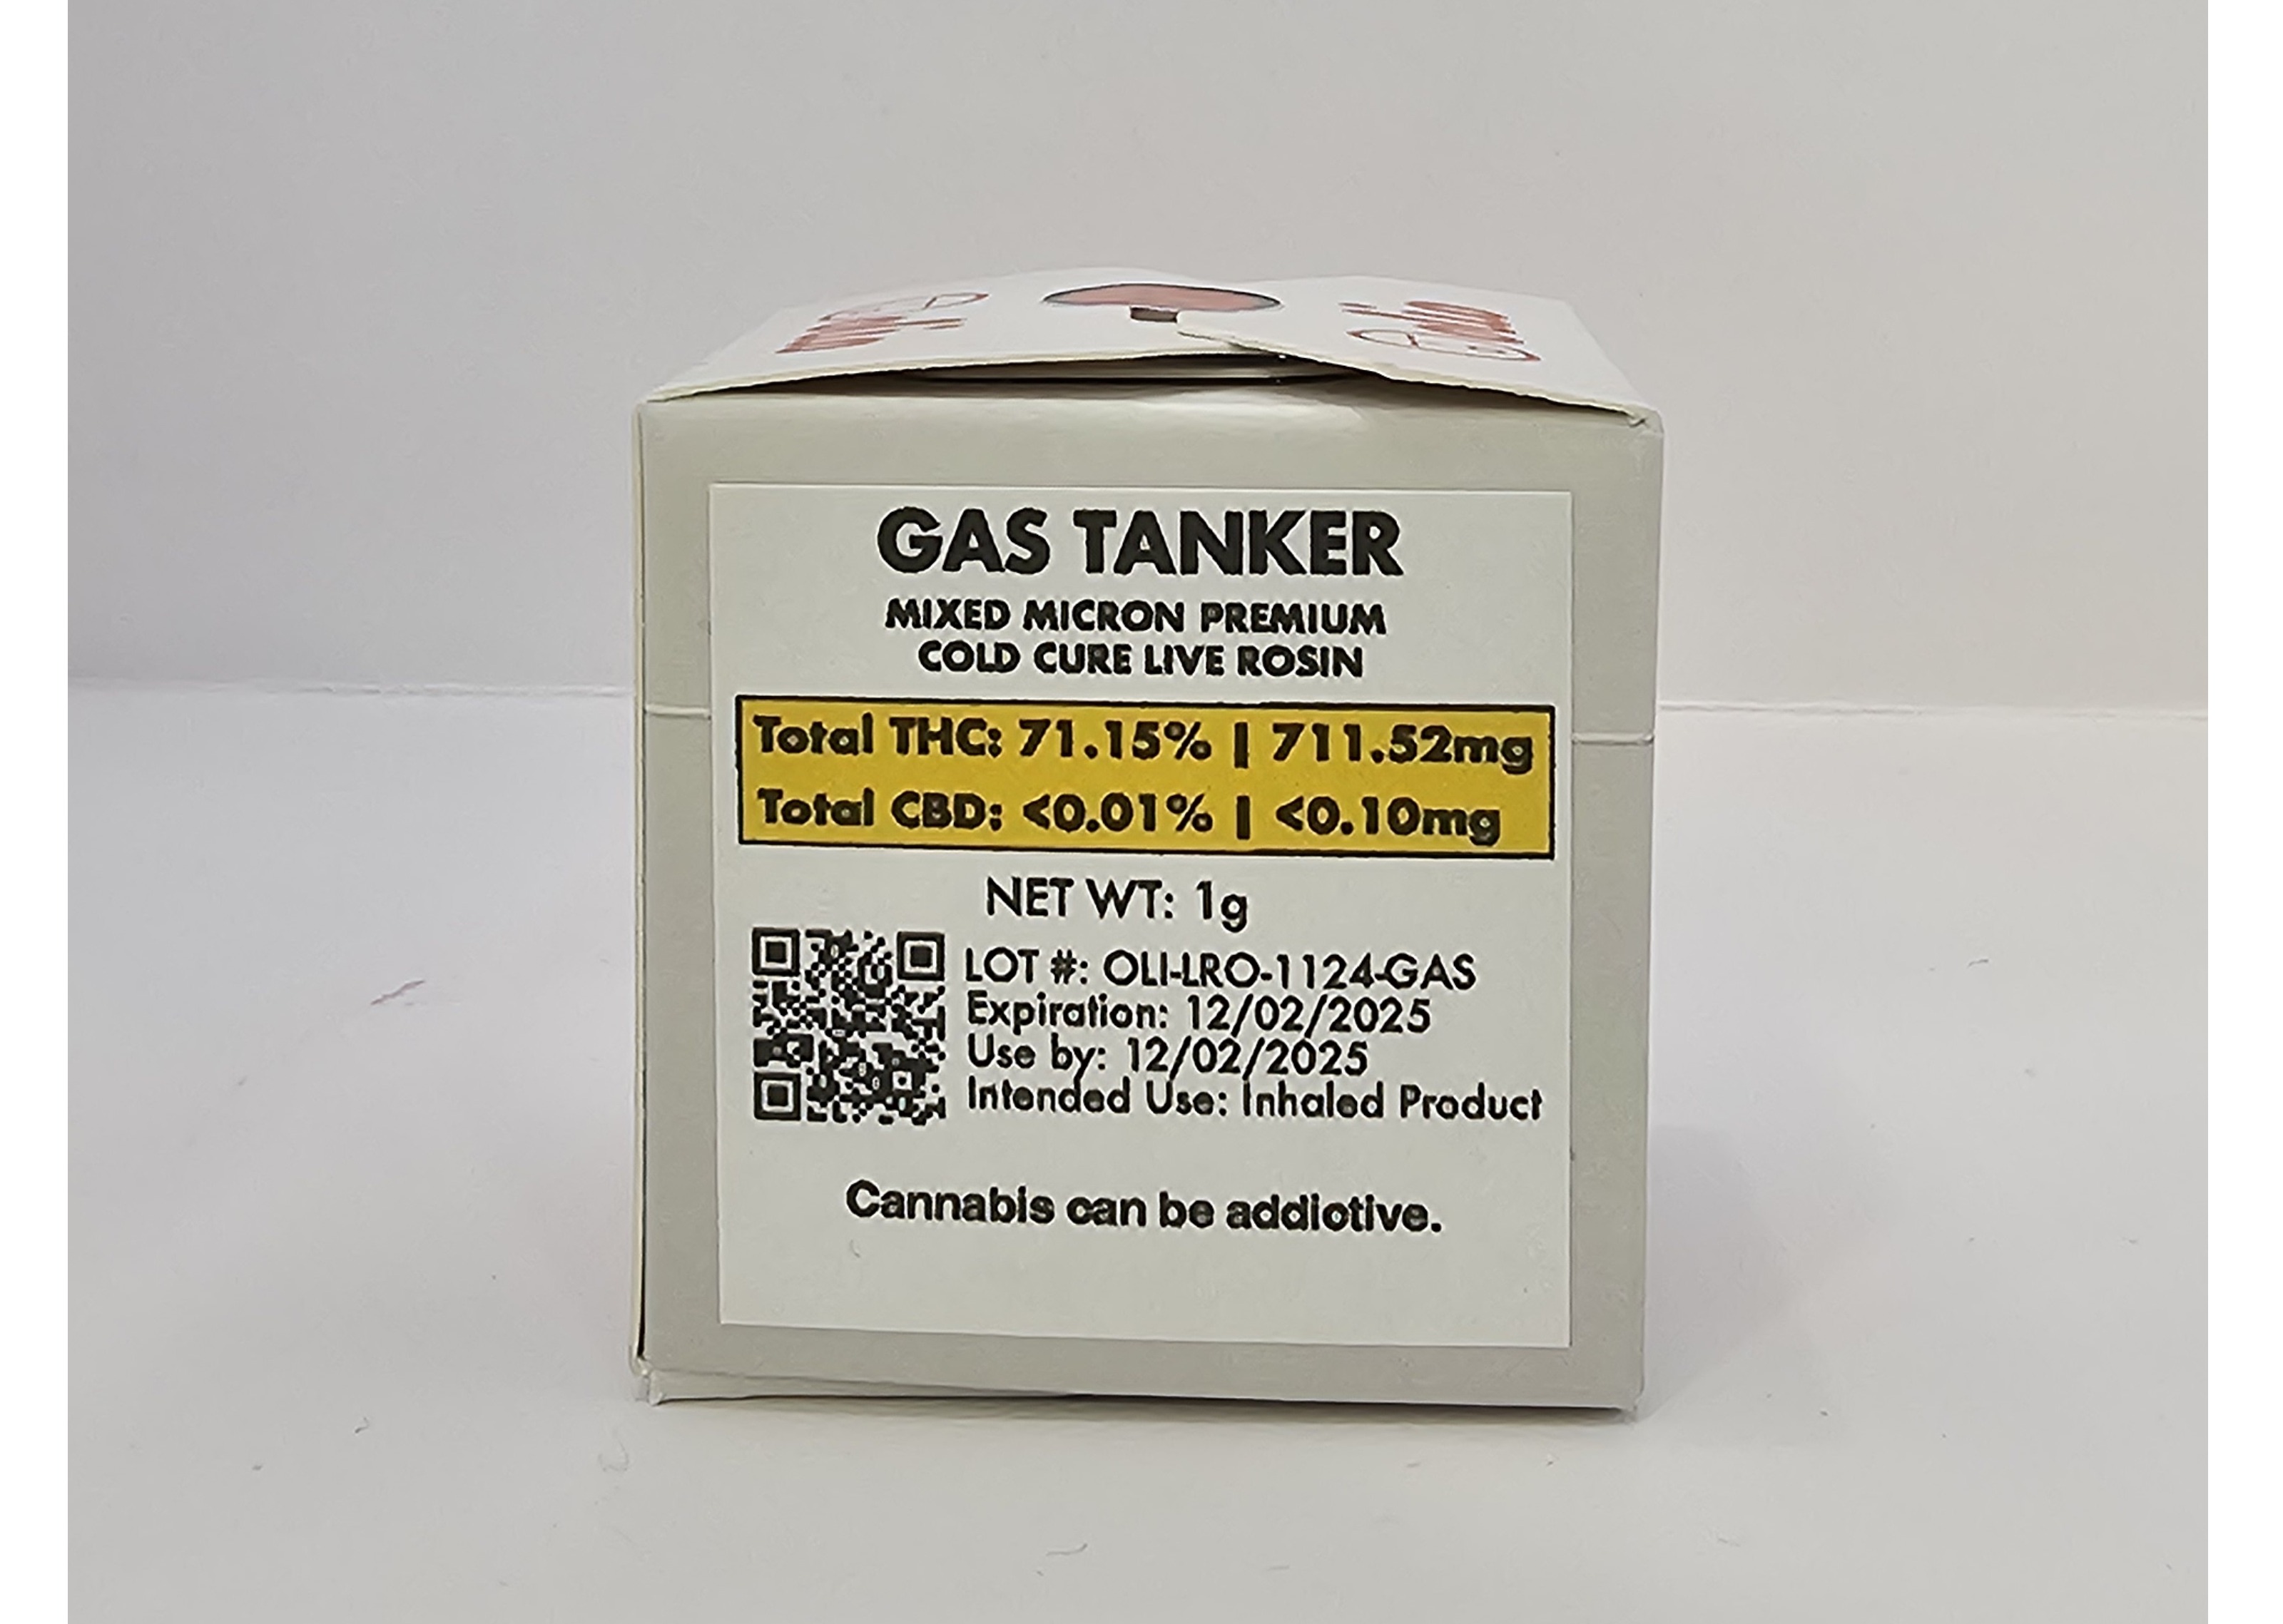 GAS TANKER
MIXED MICRON PREMIUM
COLD CURE LIVE ROSIN
Total THC: 71.15% | 711.52mg
Total CBD: <0.01% | <0.10mg
NET WT: 1g
LOT #: OLI-LRO-1124-GAS
Expiration: 12/02/2025
Use by: 12/02/2025
Intended Use: Inhaled Product
Cannabis can be addictive.